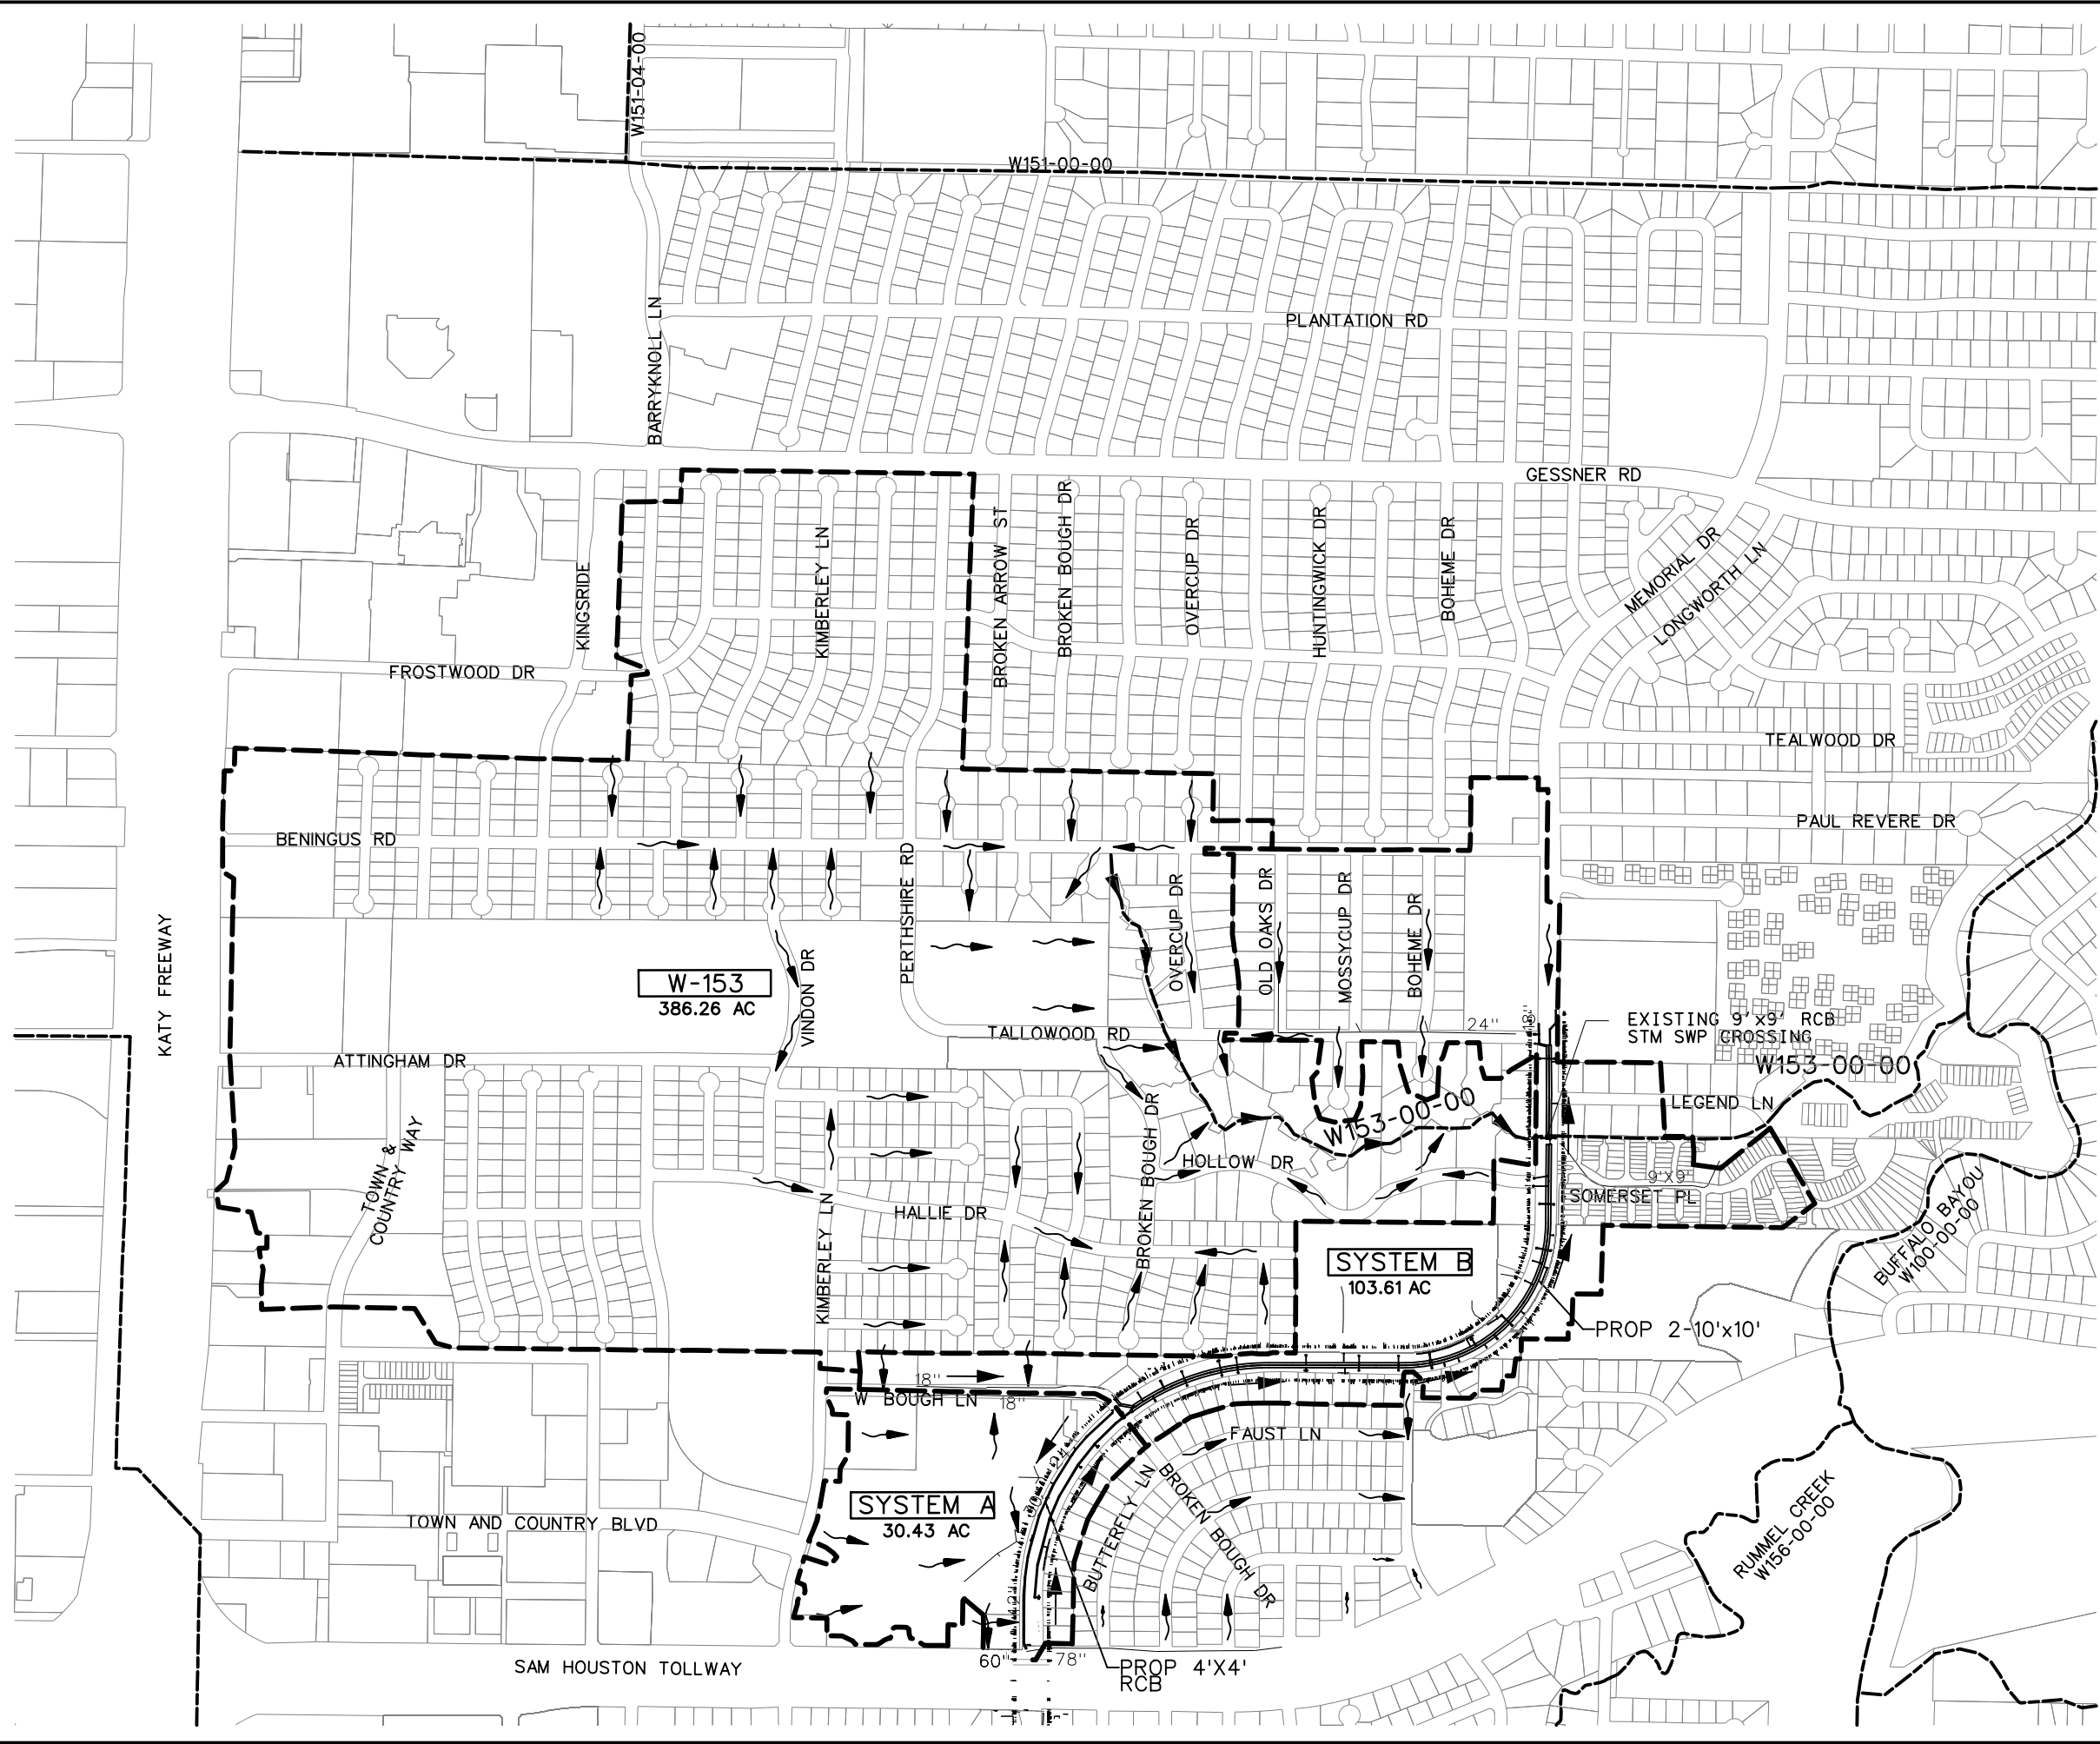 W151-04-00
W151-00-00
PLANTATION RD
BARRYKNOLL LN
GESSNER RD
KINGSRIDE
KIMBERLEY LN
BROKEN ARROW ST
BROKEN BOUGH DR
OVERCUP DR
HUNTINGWICK DR
BOHEME DR
MEMORIAL DR
LONGWORTH LN
FROSTWOOD DR
TEALWOOD DR
BENINGUS RD
PAUL REVERE DR
PERTHSHIRE RD
OVERCUP DR
OLD OAKS DR
MOSSYCUP DR
BOHEME DR
KATY FREEWAY
VINDON DR
W-153
386.26 AC
TALLOWOOD RD
24"
18"
EXISTING 9'x9' RCB
STM SWP CROSSING
W153-00-00
ATTINGHAM DR
LEGEND LN
W153-00-00
TOWN &
COUNTRY WAY
HOLLOW DR
9'X9'
SOMERSET PL
BROKEN BOUGH DR
HALLIE DR
KIMBERLEY LN
BUFFALO BAYOU
W100-00-00
SYSTEM B
103.61 AC
PROP 2-10'x10'
18"
W BOUGH LN
18"
FAUST LN
SYSTEM A
30.43 AC
TOWN AND COUNTRY BLVD
BUTTERFLY LN
BROKEN BOUGH DR
RUMMEL CREEK
W156-00-00
60"
78"
PROP 4'X4'
RCB
SAM HOUSTON TOLLWAY